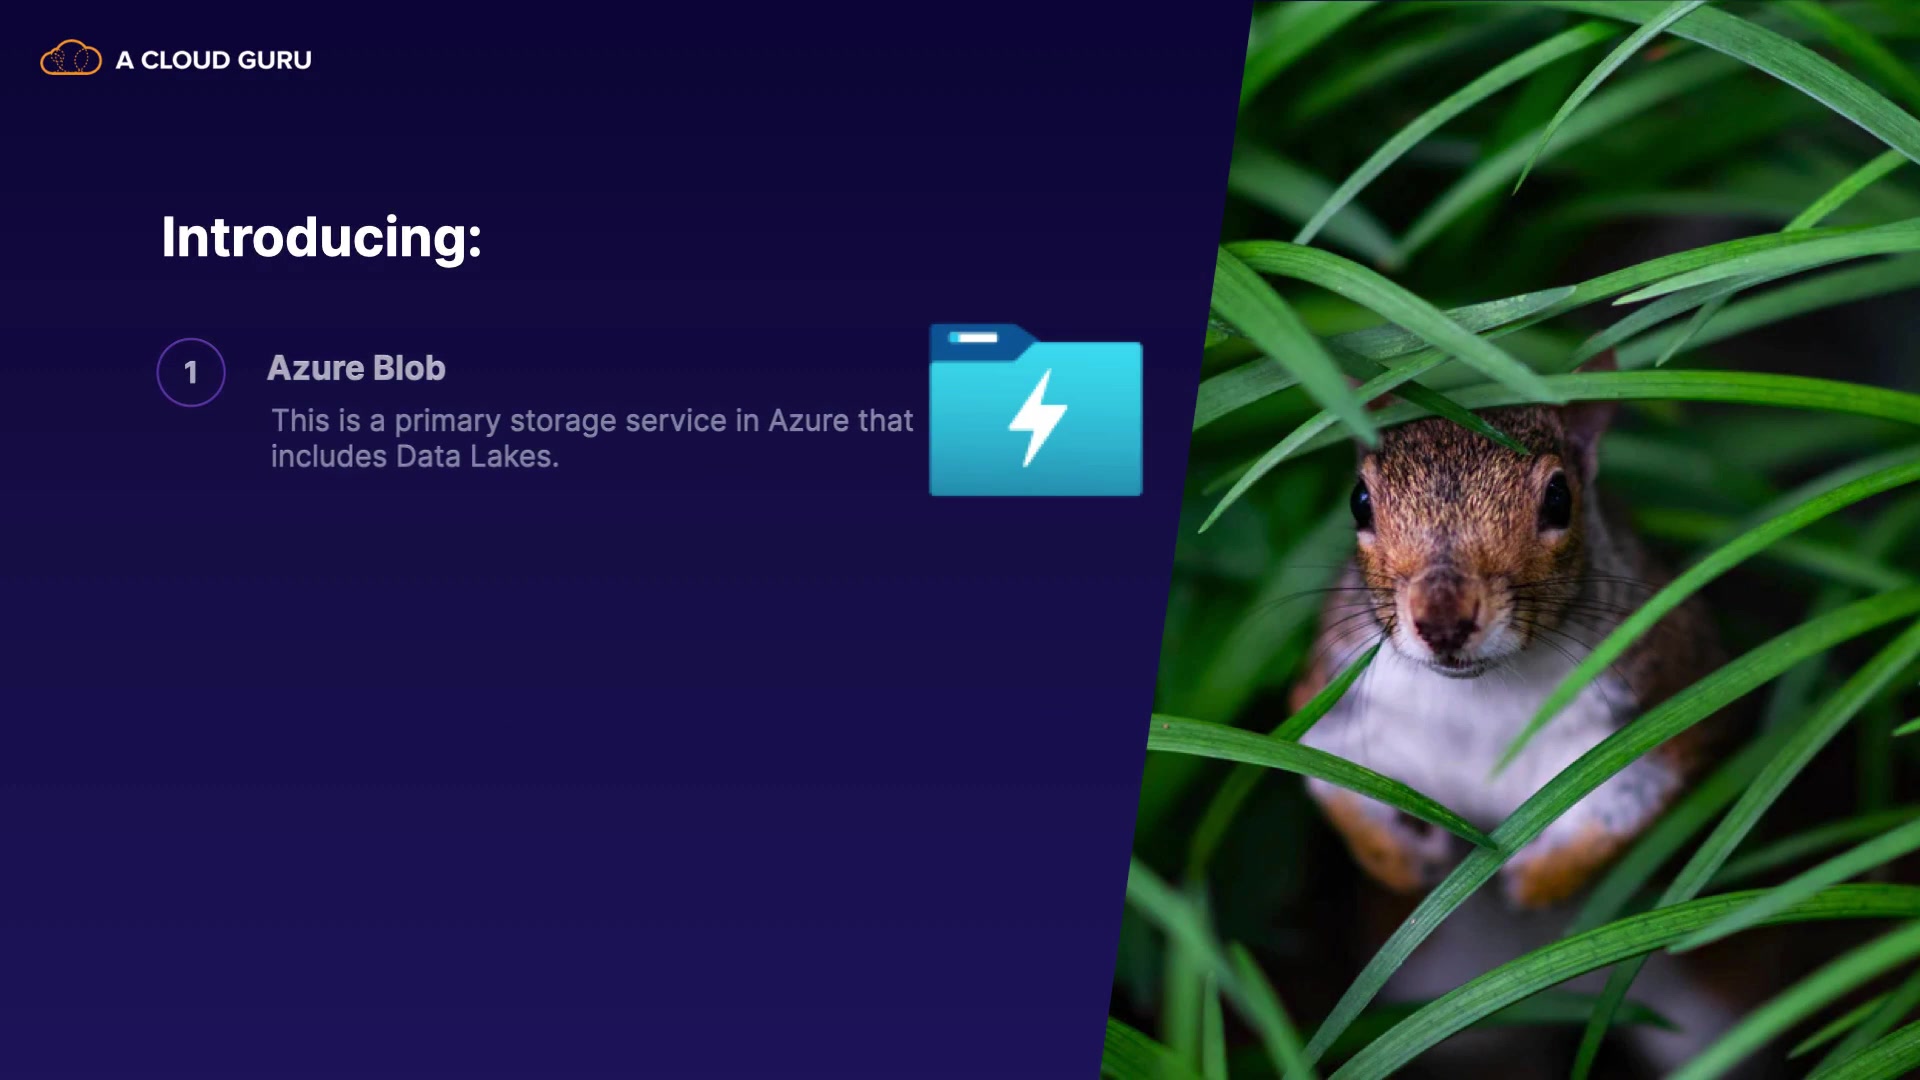 A CLOUD GURU
Introducing:
1
Azure Blob
This is a primary storage service in Azure that
includes Data Lakes.